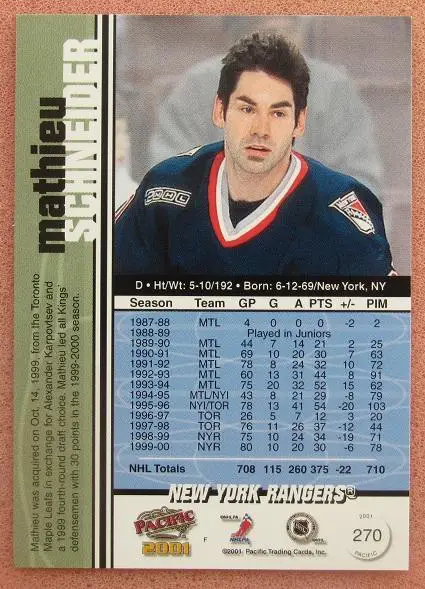 mathieu
SCHNEIDER
Mathieu was acquired on Oct. 14, 1999, from the Toronto
Maple Leafs in exchange for Alexander Karpovtsev and
a 1999 fourth-round draft choice. Mathieu led all Kings'
defensemen with 30 points in the 1999-2000 season.
2000 NHL
D • Ht/Wt: 5-10/192 • Born: 6-12-69/New York, NY
Season Team GP G A PTS +/- PIM
1987-88 MTL 4 0 0 0 -2 2
1988-89 Played in Juniors
1989-90 MTL 44 7 14 21 2 25
1990-91 MTL 69 10 20 30 7 63
1991-92 MTL 78 8 24 32 10 72
1992-93 MTL 60 13 31 44 8 91
1993-94 MTL 75 20 32 52 15 62
1994-95 MTL/NYI 43 8 21 29 -8 79
1995-96 NYI/TOR 78 13 41 54 -20 103
1996-97 TOR 26 5 7 12 3 20
1997-98 TOR 76 11 26 37 -12 44
1998-99 NYR 75 10 24 34 -19 71
1999-00 NYR 80 10 20 30 -6 78
NHL Totals 708 115 260 375 -22 710
NEW YORK RANGERS®
PACIFIC
2001
F
NHLPA
©2001 Pacific Trading Cards, Inc.
NHL
2001
270
PACIFIC